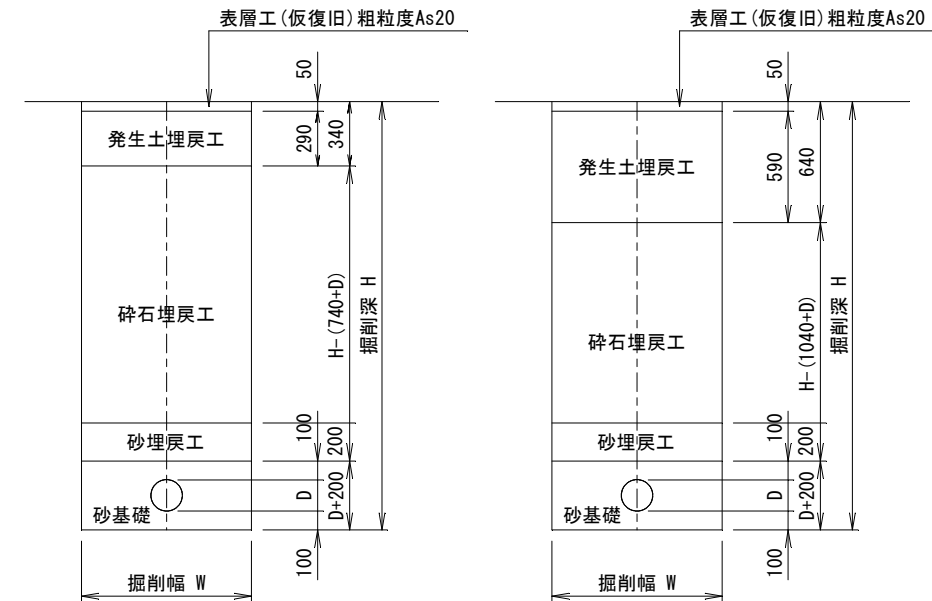 表層工(仮復旧)粗粒度As20
50
290
340
発生土埋戻工
砕石埋戻工
H-(740+D)
掘削深 H
砂埋戻工
100
200
砂基礎
D
D+200
100
掘削幅 W
表層工(仮復旧)粗粒度As20
50
590
640
発生土埋戻工
砕石埋戻工
H-(1040+D)
掘削深 H
砂埋戻工
100
200
砂基礎
D
D+200
100
掘削幅 W